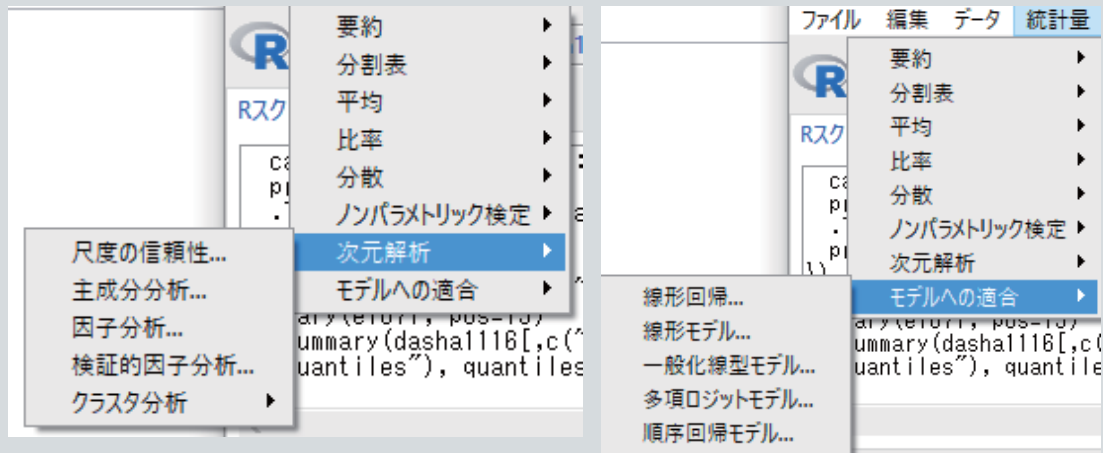 要約
分割表
平均
比率
分散
ノンパラメトリック検定
次元解析
モデルへの適合
R
Rスク
尺度の信頼性...
主成分分析...
因子分析...
検証的因子分析...
クラスタ分析
ummary(dasha1116[,c(~
uantiles"), quantiles
ファイル 編集 データ 統計量
要約
分割表
平均
比率
分散
ノンパラメトリック検定
次元解析
モデルへの適合
R
Rスク
線形回帰...
線形モデル...
一般化線型モデル...
多項ロジットモデル...
順序回帰モデル...
ummary(dasha1116[,c(
uantiles"), quantile